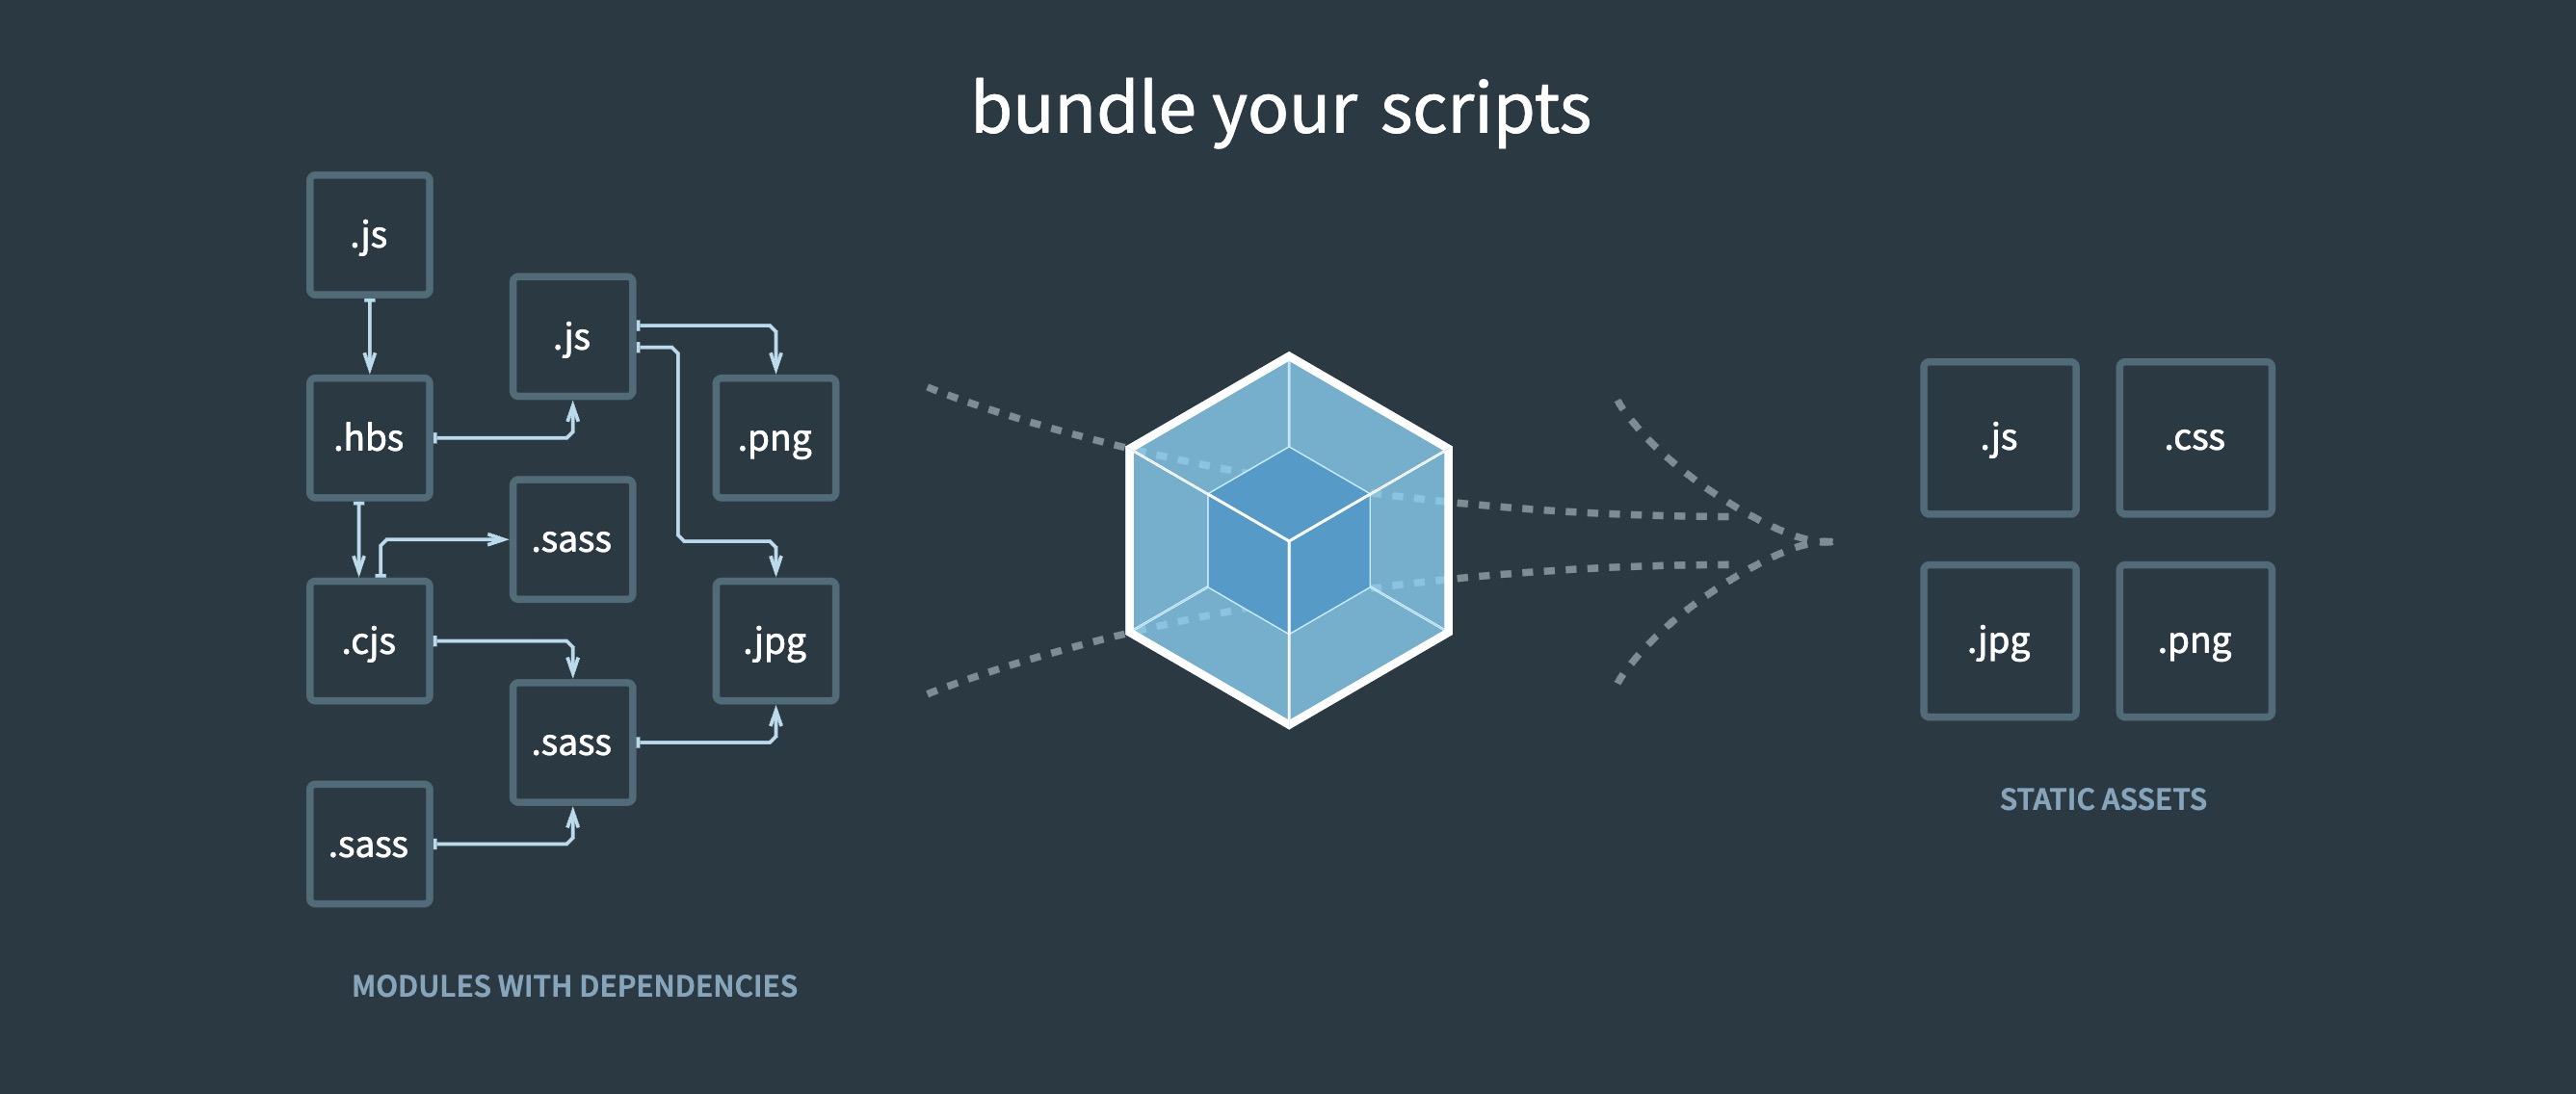 bundle your scripts
.js
.js
.hbs
.png
.sass
.cjs
.jpg
.sass
.sass
MODULES WITH DEPENDENCIES
.js
.css
.jpg
.png
STATIC ASSETS